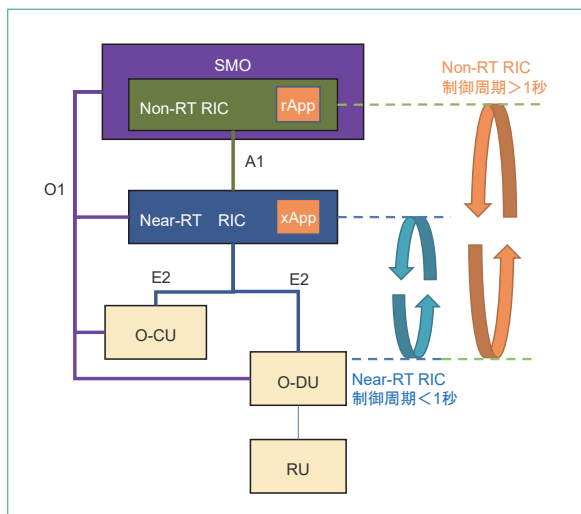 SMO
Non-RT RIC
rApp
Non-RT RIC
制御周期＞1秒
A1
O1
Near-RT RIC
xApp
E2
E2
O-CU
O-DU
Near-RT RIC
制御周期＜1秒
RU